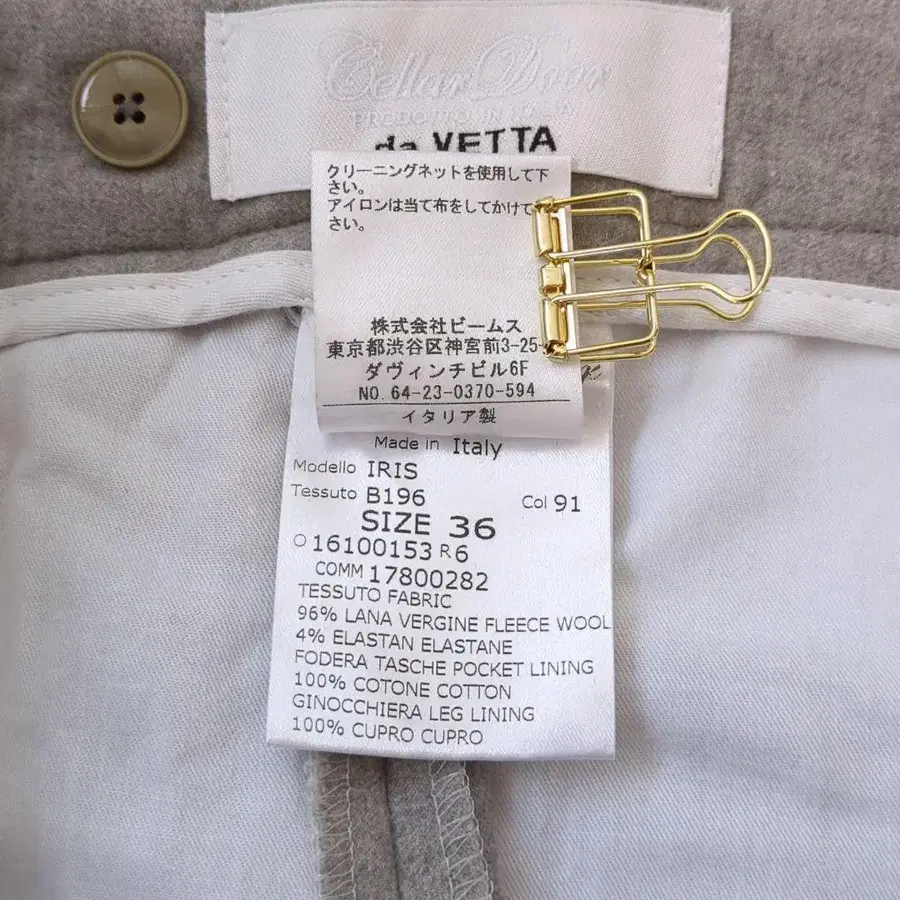 Cellar Door
PRODOTTO IN ITALIA
da VETTA
クリーニングネットを使用して下
さい。
アイロンは当て布をしてかけて
さい。
株式会社ビームス
東京都渋谷区神宮前3-25-
ダヴィンチビル6F
NO. 64-23-0370-594
イタリア製
Made in Italy
Modello IRIS
Tessuto B196 Col 91
SIZE 36
O 16100153 R 6
COMM 17800282
TESSUTO FABRIC
96% LANA VERGINE FLEECE WOOL
4% ELASTAN ELASTANE
FODERA TASCHE POCKET LINING
100% COTONE COTTON
GINOCCHIERA LEG LINING
100% CUPRO CUPRO